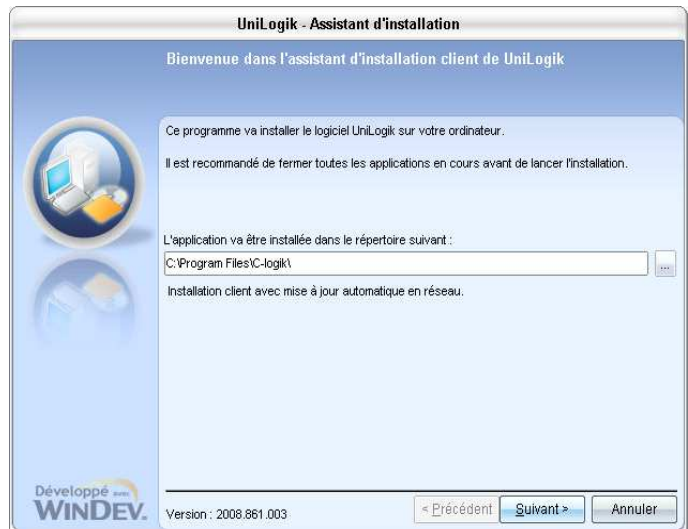 UniLogik - Assistant d'installation
Bienvenue dans l'assistant d'installation client de UniLogik
Ce programme va installer le logiciel UniLogik sur votre ordinateur.
Il est recommandé de fermer toutes les applications en cours avant de lancer l'installation.
L'application va être installée dans le répertoire suivant :
C:\Program Files\C-logik\
...
Installation client avec mise à jour automatique en réseau.
Développé avec
WINDEV.
Version : 2008.861.003
< Précédent
Suivant >
Annuler